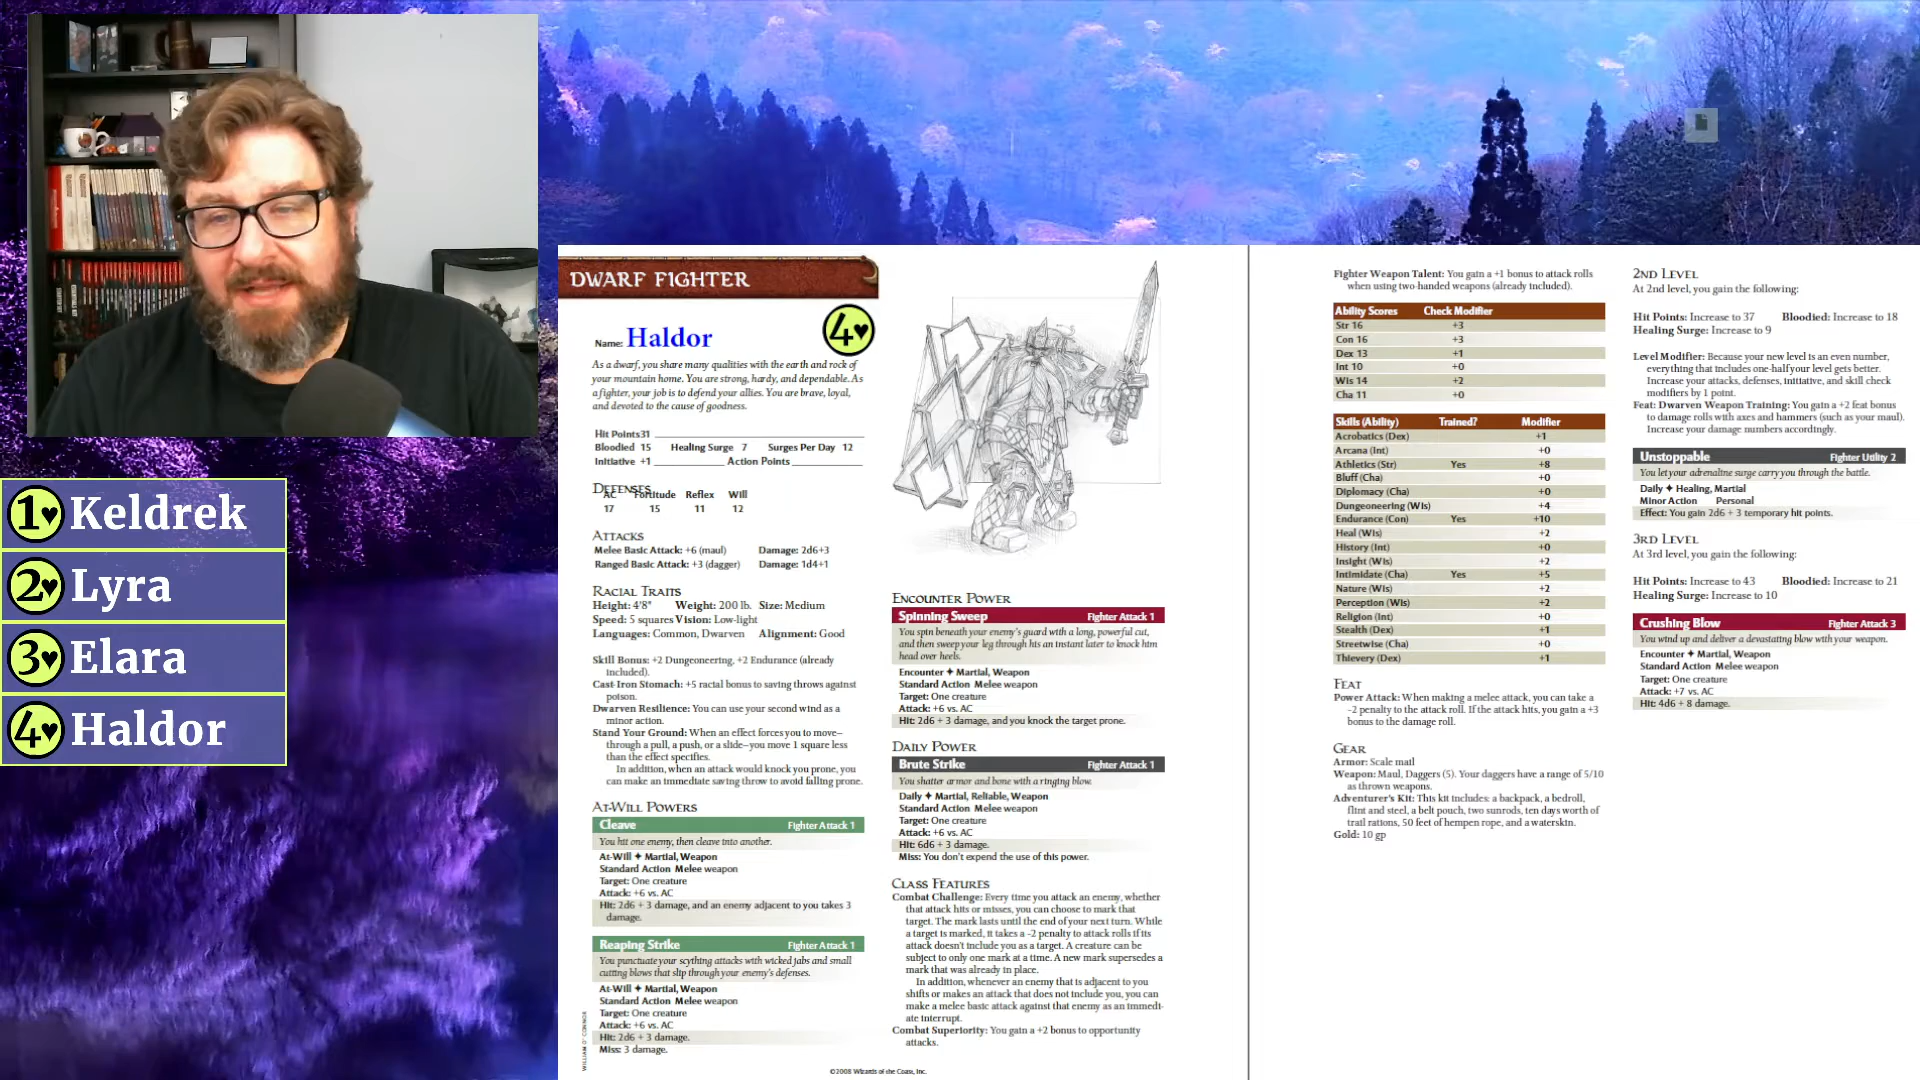 1♥ Keldrek
2♥ Lyra
3♥ Elara
4♥ Haldor
DWARF FIGHTER
Name: Haldor
4♥
As a dwarf, you share many qualities with the earth and rock of
your mountain home. You are strong, hardy, and dependable. As
a fighter, your job is to defend your allies. You are brave, loyal,
and devoted to the cause of goodness.
Hit Points31
Bloodied 15 Healing Surge 7 Surges Per Day 12
Initiative +1 Action Points
DEFENSES
AC Fortitude Reflex Will
17 15 11 12
ATTACKS
Melee Basic Attack: +6 (maul) Damage: 2d6+3
Ranged Basic Attack: +3 (dagger) Damage: 1d4+1
RACIAL TRAITS
Height: 4'8" Weight: 200 lb. Size: Medium
Speed: 5 squares Vision: Low-light
Languages: Common, Dwarven Alignment: Good
Skill Bonus: +2 Dungeoneering, +2 Endurance (already
included).
Cast-Iron Stomach: +5 racial bonus to saving throws against
poison.
Dwarven Resilience: You can use your second wind as a
minor action.
Stand Your Ground: When an effect forces you to move—
through a pull, a push, or a slide—you move 1 square less
than the effect specifies.
In addition, when an attack would knock you prone, you
can make an immediate saving throw to avoid falling prone.
AT-WILL POWERS
Cleave Fighter Attack 1
You hit one enemy, then cleave into another.
At-Will ✦ Martial, Weapon
Standard Action Melee weapon
Target: One creature
Attack: +6 vs. AC
Hit: 2d6 + 3 damage, and an enemy adjacent to you takes 3
damage.
Reaping Strike Fighter Attack 1
You punctuate your scything attacks with wicked jabs and small
cutting blows that slip through your enemy's defenses.
At-Will ✦ Martial, Weapon
Standard Action Melee weapon
Target: One creature
Attack: +6 vs. AC
Hit: 2d6 + 3 damage.
Miss: 3 damage.
WILLIAM O'CONNOR
ENCOUNTER POWER
Spinning Sweep Fighter Attack 1
You spin beneath your enemy's guard with a long, powerful cut,
and then sweep your leg through his an instant later to knock him
head over heels.
Encounter ✦ Martial, Weapon
Standard Action Melee weapon
Target: One creature
Attack: +6 vs. AC
Hit: 2d6 + 3 damage, and you knock the target prone.
DAILY POWER
Brute Strike Fighter Attack 1
You shatter armor and bone with a ringing blow.
Daily ✦ Martial, Reliable, Weapon
Standard Action Melee weapon
Target: One creature
Attack: +6 vs. AC
Hit: 6d6 + 3 damage.
Miss: You don't expend the use of this power.
CLASS FEATURES
Combat Challenge: Every time you attack an enemy, whether
that attack hits or misses, you can choose to mark that
target. The mark lasts until the end of your next turn. While
a target is marked, it takes a -2 penalty to attack rolls if its
attack doesn't include you as a target. A creature can be
subject to only one mark at a time. A new mark supersedes a
mark that was already in place.
In addition, whenever an enemy that is adjacent to you
shifts or makes an attack that does not include you, you can
make a melee basic attack against that enemy as an immedi-
ate interrupt.
Combat Superiority: You gain a +2 bonus to opportunity
attacks.
©2008 Wizards of the Coast, Inc.
Fighter Weapon Talent: You gain a +1 bonus to attack rolls
when using two-handed weapons (already included).
Ability Scores Check Modifier
Str 16 +3
Con 16 +3
Dex 13 +1
Int 10 +0
Wis 14 +2
Cha 11 +0
Skills (Ability) Trained? Modifier
Acrobatics (Dex) +1
Arcana (Int) +0
Athletics (Str) Yes +8
Bluff (Cha) +0
Diplomacy (Cha) +0
Dungeoneering (Wis) +4
Endurance (Con) Yes +10
Heal (Wis) +2
History (Int) +0
Insight (Wis) +2
Intimidate (Cha) Yes +5
Nature (Wis) +2
Perception (Wis) +2
Religion (Int) +0
Stealth (Dex) +1
Streetwise (Cha) +0
Thievery (Dex) +1
FEAT
Power Attack: When making a melee attack, you can take a
-2 penalty to the attack roll. If the attack hits, you gain a +3
bonus to the damage roll.
GEAR
Armor: Scale mail
Weapon: Maul, Daggers (5). Your daggers have a range of 5/10
as thrown weapons.
Adventurer's Kit: This kit includes: a backpack, a bedroll,
flint and steel, a belt pouch, two sunrods, ten days worth of
trail rations, 50 feet of hempen rope, and a waterskin.
Gold: 10 gp
2ND LEVEL
At 2nd level, you gain the following:
Hit Points: Increase to 37 Bloodied: Increase to 18
Healing Surge: Increase to 9
Level Modifier: Because your new level is an even number,
everything that includes one-half your level gets better.
Increase your attacks, defenses, initiative, and skill check
modifiers by 1 point.
Feat: Dwarven Weapon Training: You gain a +2 feat bonus
to damage rolls with axes and hammers (such as your maul).
Increase your damage numbers accordingly.
Unstoppable Fighter Utility 2
You let your adrenaline surge carry you through the battle.
Daily ✦ Healing, Martial
Minor Action Personal
Effect: You gain 2d6 + 3 temporary hit points.
3RD LEVEL
At 3rd level, you gain the following:
Hit Points: Increase to 43 Bloodied: Increase to 21
Healing Surge: Increase to 10
Crushing Blow Fighter Attack 3
You wind up and deliver a devastating blow with your weapon.
Encounter ✦ Martial, Weapon
Standard Action Melee weapon
Target: One creature
Attack: +7 vs. AC
Hit: 4d6 + 8 damage.